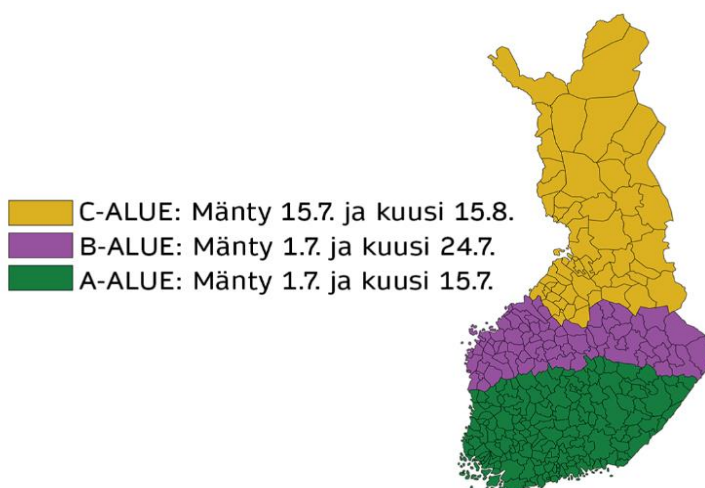 C-ALUE: Mänty 15.7. ja kuusi 15.8.
B-ALUE: Mänty 1.7. ja kuusi 24.7.
A-ALUE: Mänty 1.7. ja kuusi 15.7.